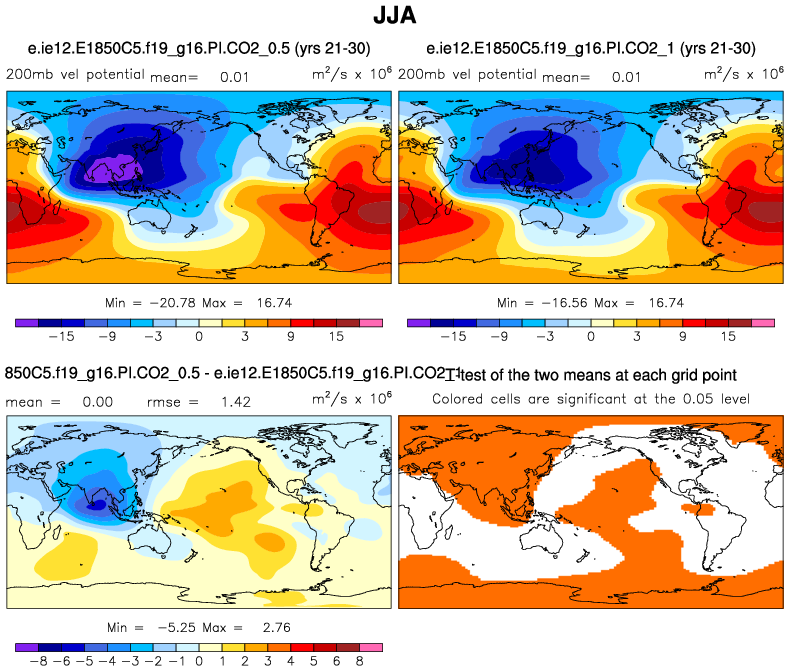 JJA
e.ie12.E1850C5.f19_g16.PI.CO2_0.5 (yrs 21-30)
200mb vel potential mean= 0.01 m²/s x 10⁶
Min = −20.78 Max = 16.74
−15 −9 −3 0 3 9 15
e.ie12.E1850C5.f19_g16.PI.CO2_1 (yrs 21-30)
200mb vel potential mean= 0.01 m²/s x 10⁶
Min = −16.56 Max = 16.74
−15 −9 −3 0 3 9 15
850C5.f19_g16.PI.CO2_0.5 - e.ie12.E1850C5.f19_g16.PI.CO2_1
mean = 0.00 rmse = 1.42 m²/s x 10⁶
Min = −5.25 Max = 2.76
−8 −6 −5 −4 −3 −2 −1 0 1 2 3 4 5 6 8
T-test of the two means at each grid point
Colored cells are significant at the 0.05 level